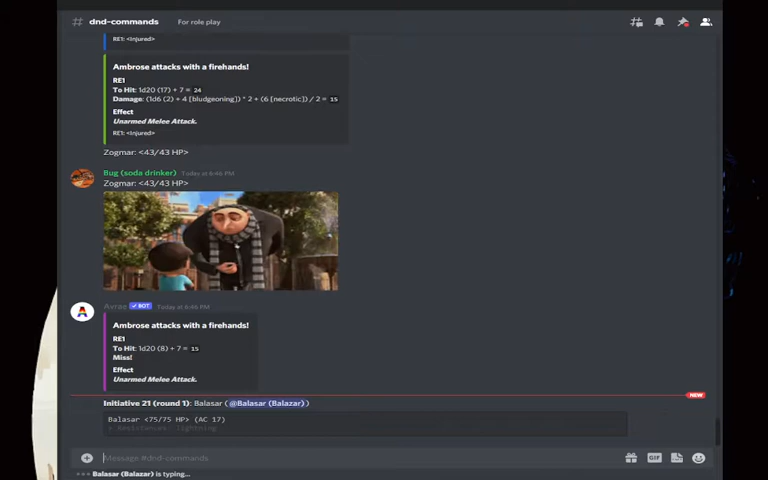 dnd-commands For role play
RE1: <Injured>
Ambrose attacks with a firehands!
RE1
To Hit: 1d20 (17) + 7 = 24
Damage: (1d6 (2) + 4 [bludgeoning]) * 2 + (6 [necrotic]) / 2 = 15
Effect
Unarmed Melee Attack.
RE1: <Injured>
Zogmar: <43/43 HP>
Bug (soda drinker) Today at 6:46 PM
Zogmar: <43/43 HP>
Avrae BOT Today at 6:46 PM
Ambrose attacks with a firehands!
RE1
To Hit: 1d20 (8) + 7 = 15
Miss!
Effect
Unarmed Melee Attack.
NEW
Initiative 21 (round 1): Balasar (@Balasar (Balazar))
Balasar <75/75 HP> (AC 17)
Message #dnd-commands
GIF
Balasar (Balazar) is typing...